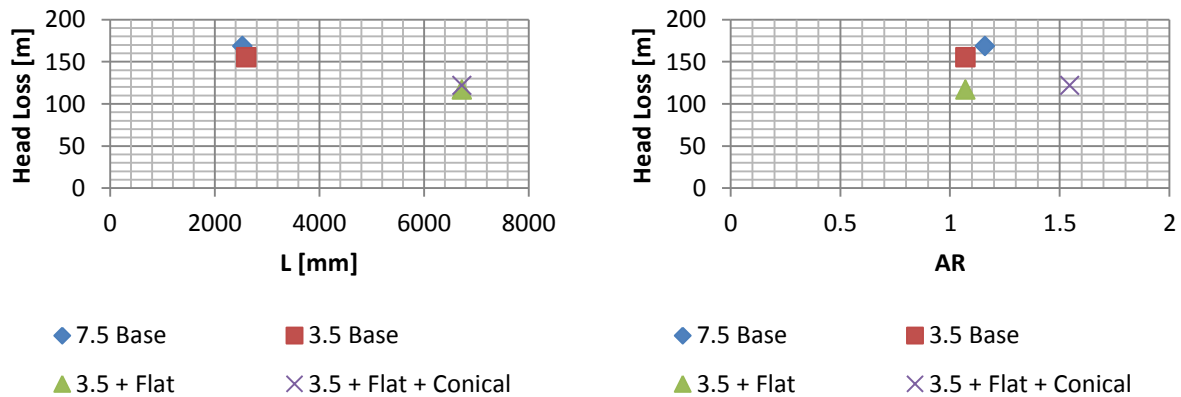 Head Loss [m]
200
150
100
50
0
0 2000 4000 6000 8000
L [mm]
7.5 Base 3.5 Base
3.5 + Flat 3.5 + Flat + Conical
Head Loss [m]
200
150
100
50
0
0 0.5 1 1.5 2
AR
7.5 Base 3.5 Base
3.5 + Flat 3.5 + Flat + Conical